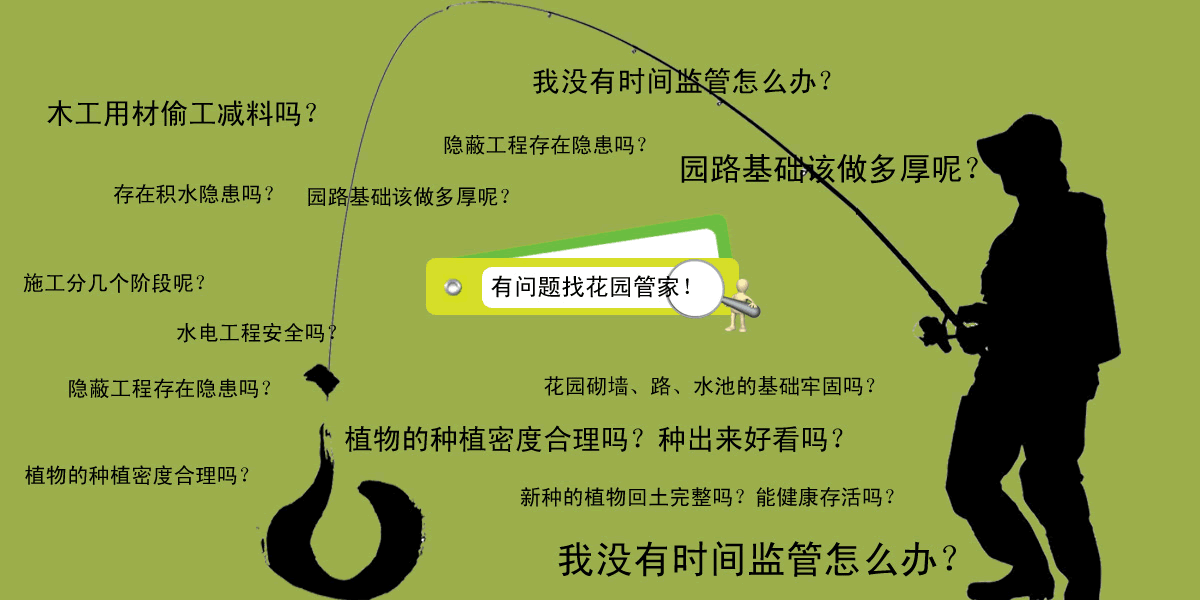 我没有时间监管怎么办？
木工用材偷工减料吗？
隐蔽工程存在隐患吗？
园路基础该做多厚呢？
存在积水隐患吗？
园路基础该做多厚呢？
施工分几个阶段呢？
有问题找花园管家！
水电工程安全吗？
隐蔽工程存在隐患吗？
花园砌墙、路、水池的基础牢固吗？
植物的种植密度合理吗？种出来好看吗？
植物的种植密度合理吗？
新种的植物回土完整吗？能健康存活吗？
我没有时间监管怎么办？